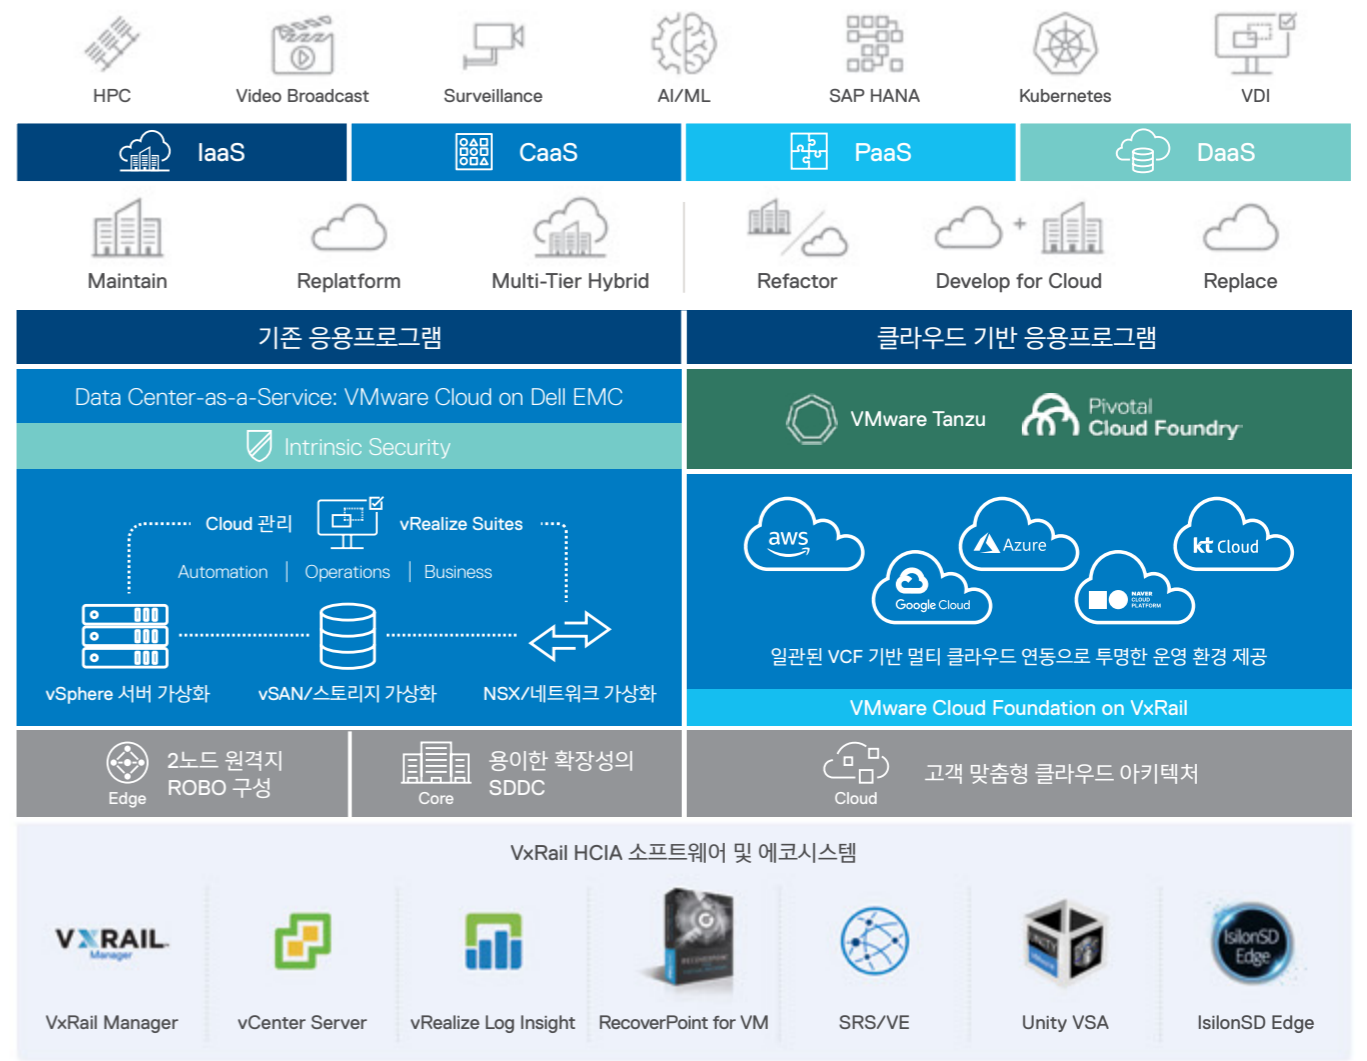 HPC
Video Broadcast
Surveillance
AI/ML
SAP HANA
Kubernetes
VDI
IaaS
CaaS
PaaS
DaaS
Maintain
Replatform
Multi-Tier Hybrid
Refactor
Develop for Cloud
Replace
기존 응용프로그램
클라우드 기반 응용프로그램
Data Center-as-a-Service: VMware Cloud on Dell EMC
Intrinsic Security
Cloud 관리
vRealize Suites
Automation | Operations | Business
vSphere 서버 가상화
vSAN/스토리지 가상화
NSX/네트워크 가상화
VMware Tanzu
Pivotal
Cloud Foundry
aws
Azure
kt Cloud
Google Cloud
NAVER
CLOUD
PLATFORM
일관된 VCF 기반 멀티 클라우드 연동으로 투명한 운영 환경 제공
VMware Cloud Foundation on VxRail
Edge
2노드 원격지
ROBO 구성
Core
용이한 확장성의
SDDC
Cloud
고객 맞춤형 클라우드 아키텍처
VxRail HCIA 소프트웨어 및 에코시스템
VXRAIL
Manager
RECOVERPOINT
UNITY
IsilonSD
Edge
VxRail Manager
vCenter Server
vRealize Log Insight
RecoverPoint for VM
SRS/VE
Unity VSA
IsilonSD Edge